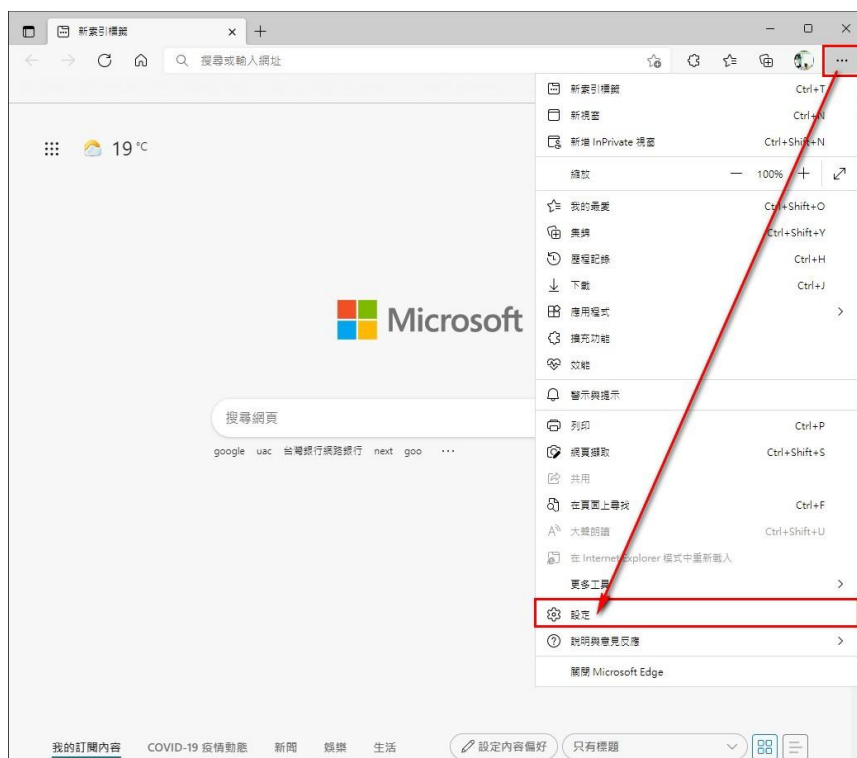 新索引標籤
搜尋或輸入網址
19 °C
新索引標籤 Ctrl+T
新視窗 Ctrl+N
新增 InPrivate 視窗 Ctrl+Shift+N
縮放 100%
我的最愛 Ctrl+Shift+O
集錦 Ctrl+Shift+Y
歷程記錄 Ctrl+H
下載 Ctrl+J
應用程式
擴充功能
效能
警示與提示
列印 Ctrl+P
網頁擷取 Ctrl+Shift+S
共用
在頁面上尋找 Ctrl+F
大聲朗讀 Ctrl+Shift+U
在 Internet Explorer 模式中重新載入
更多工具
設定
說明與意見反應
關閉 Microsoft Edge
Microsoft
搜尋網頁
google uac 台灣銀行網路銀行 next goo ...
我的訂閱內容 COVID-19 疫情動態 新聞 娛樂 生活 設定內容偏好 只有標題